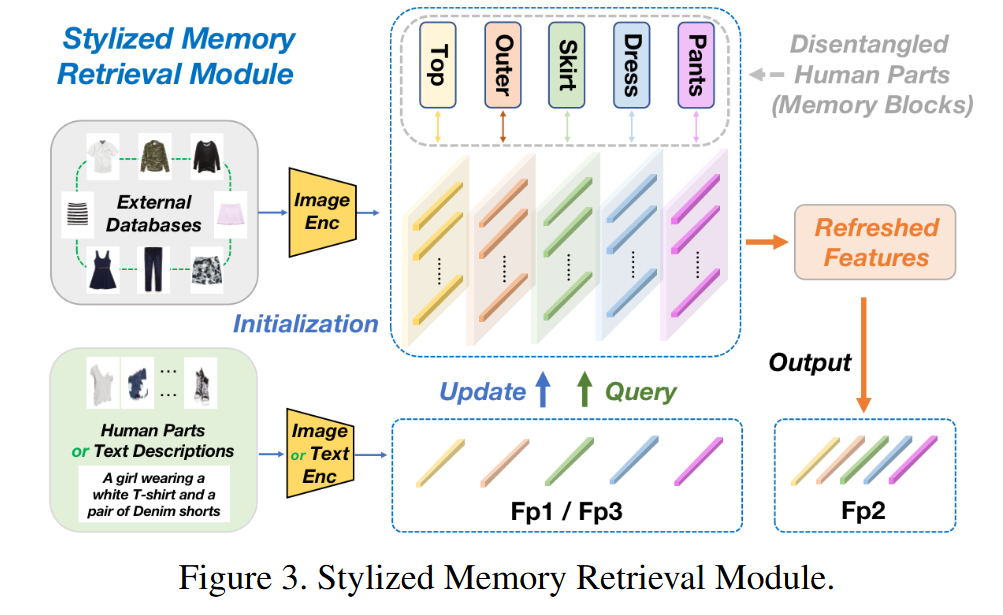 Stylized Memory
Retrieval Module
Top
Outer
Skirt
Dress
Pants
Disentangled
Human Parts
(Memory Blocks)
External
Databases
Image
Enc
Initialization
Refreshed
Features
Human Parts
or Text Descriptions
A girl wearing a
white T-shirt and a
pair of Denim shorts
Image
or Text
Enc
Update
Query
Output
Fp1 / Fp3
Fp2
Figure 3. Stylized Memory Retrieval Module.